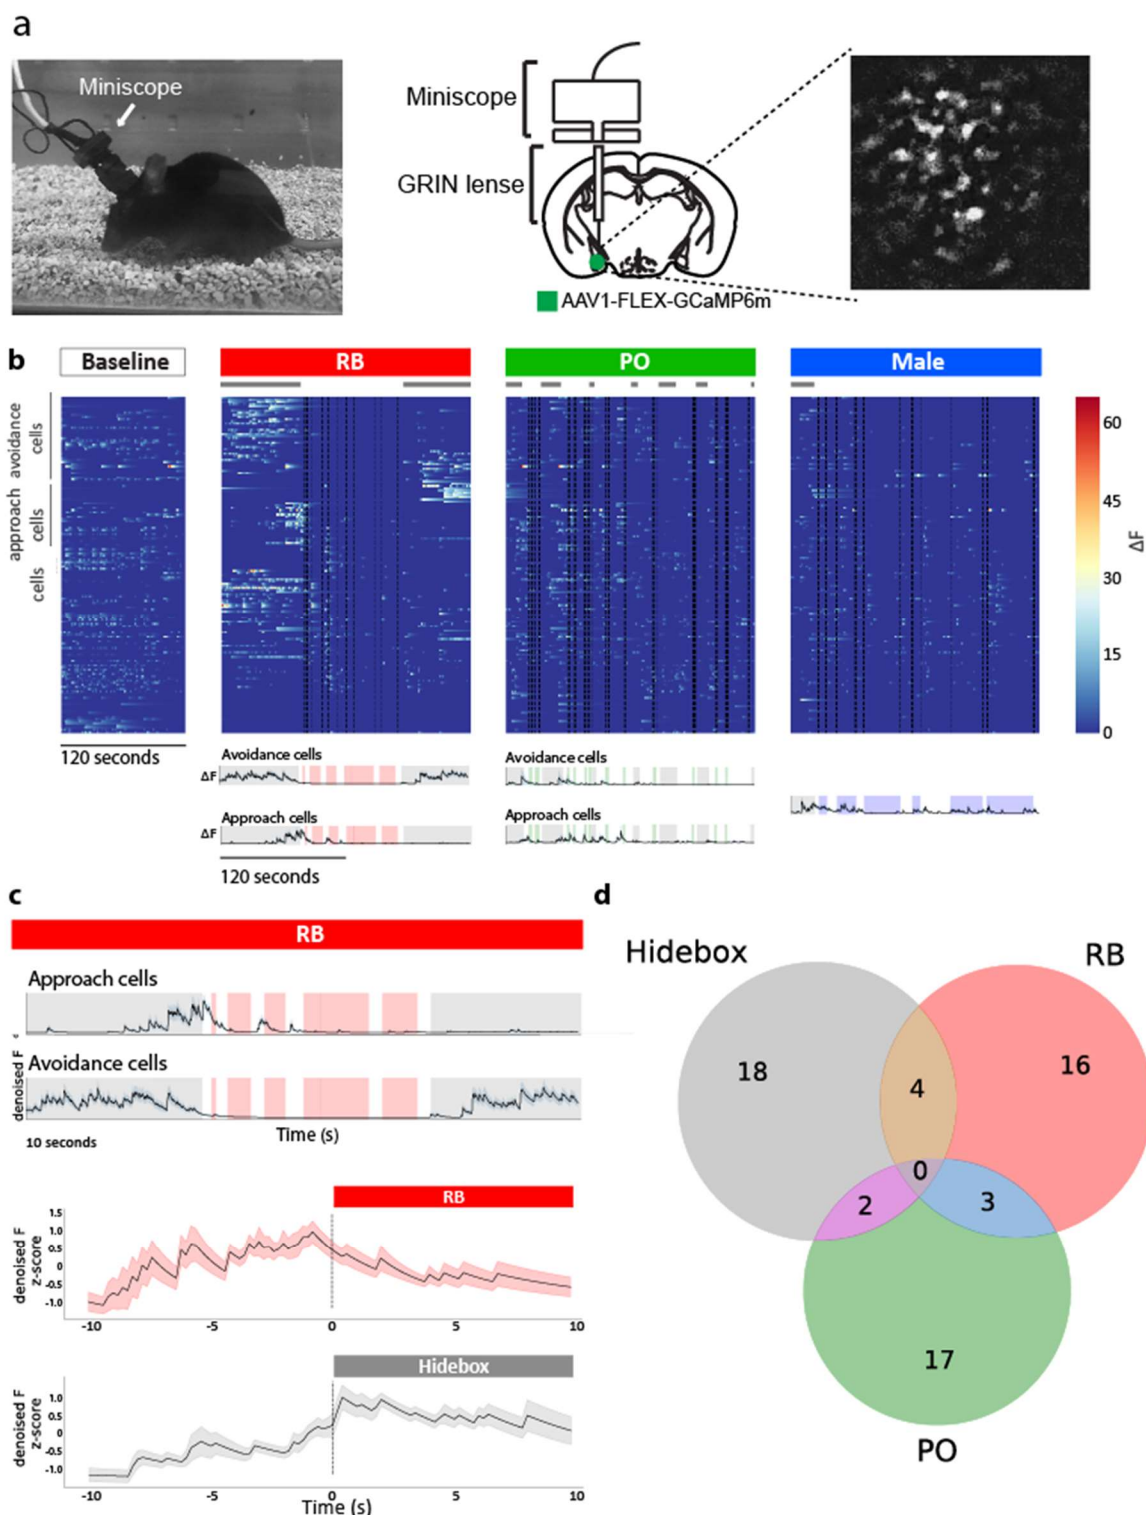 a
Miniscope
Miniscope
GRIN lense
AAV1-FLEX-GCaMP6m
b
Baseline
RB
PO
Male
avoidance
cells
approach
cells
cells
60
45
30
15
0
ΔF
120 seconds
Avoidance cells
ΔF
Approach cells
ΔF
120 seconds
Avoidance cells
Approach cells
c
RB
Approach cells
Avoidance cells
denoised F
Time (s)
10 seconds
RB
denoised F
z-score
1.5
1.0
0.5
0
-0.5
-1.0
-10
-5
0
5
10
Hidebox
denoised F
z-score
1.0
0.5
0
-0.5
-1.0
-10
-5
0
5
10
Time (s)
d
Hidebox
RB
18
4
16
0
2
3
17
PO